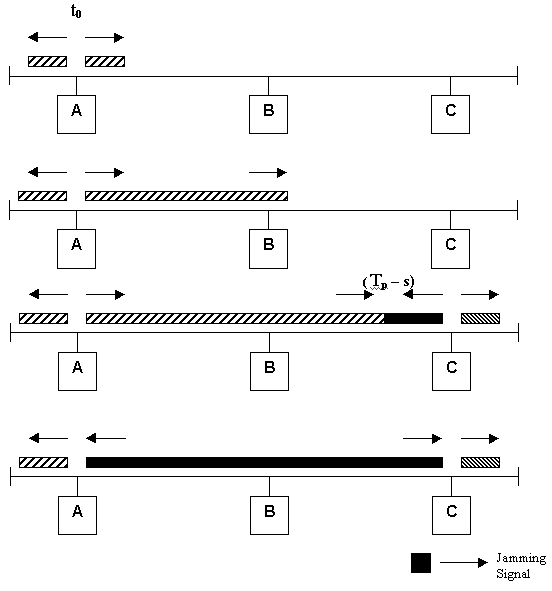 t0
A B C
A B C
(Tp – s)
A B C
A B C
Jamming
Signal